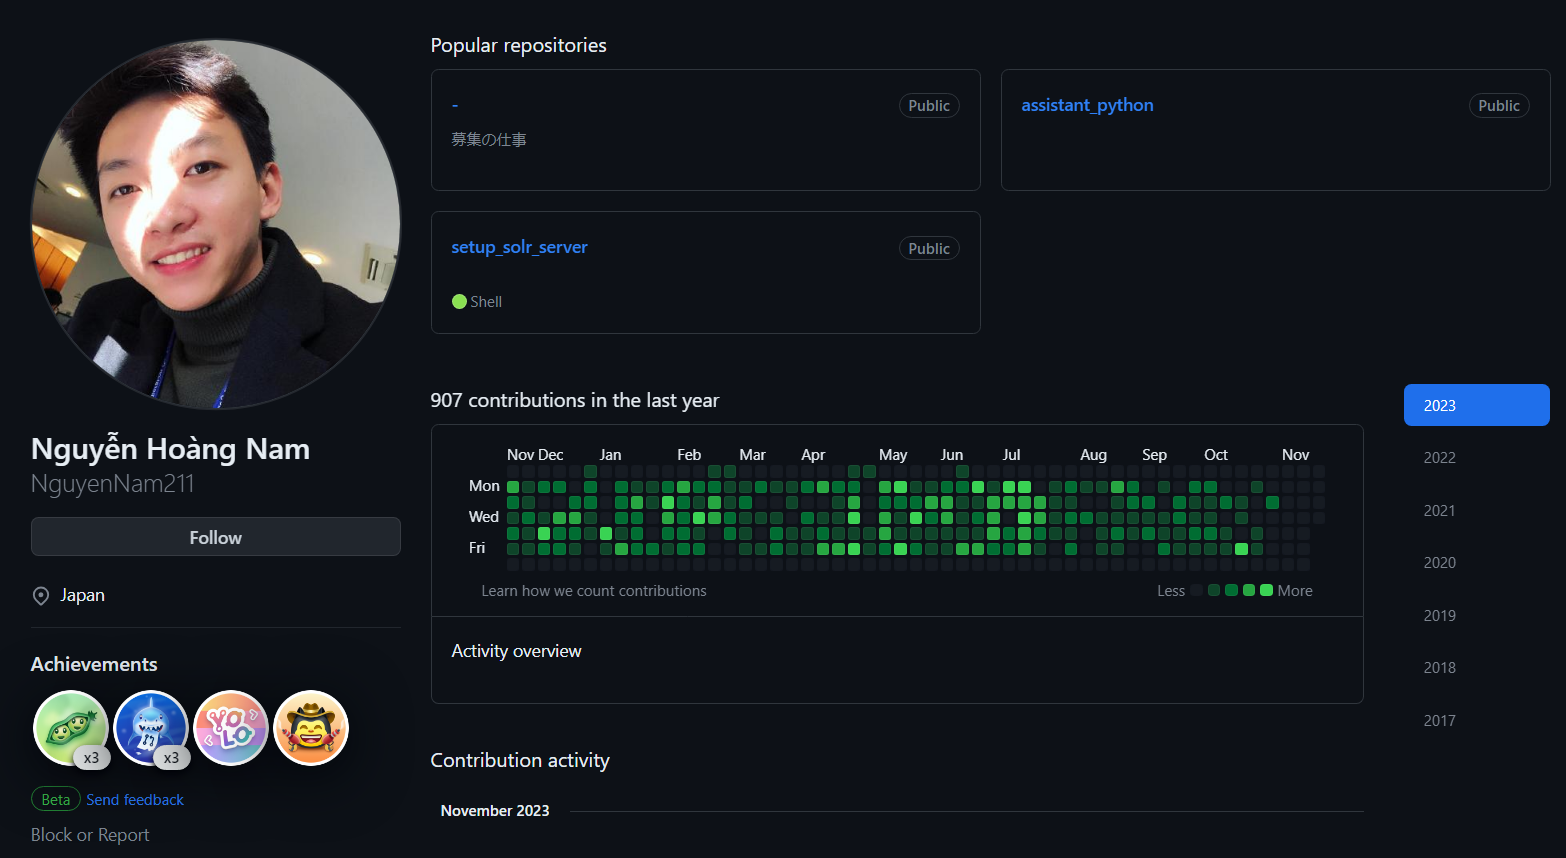 Nguyễn Hoàng Nam
NguyenNam211
Follow
Japan
Achievements
x3
x3
YOLO
Beta Send feedback
Block or Report
Popular repositories
-
Public
募集の仕事
assistant_python
Public
setup_solr_server
Public
Shell
907 contributions in the last year
Nov Dec Jan Feb Mar Apr May Jun Jul Aug Sep Oct Nov
Mon
Wed
Fri
Learn how we count contributions
Less More
Activity overview
Contribution activity
November 2023
2023
2022
2021
2020
2019
2018
2017